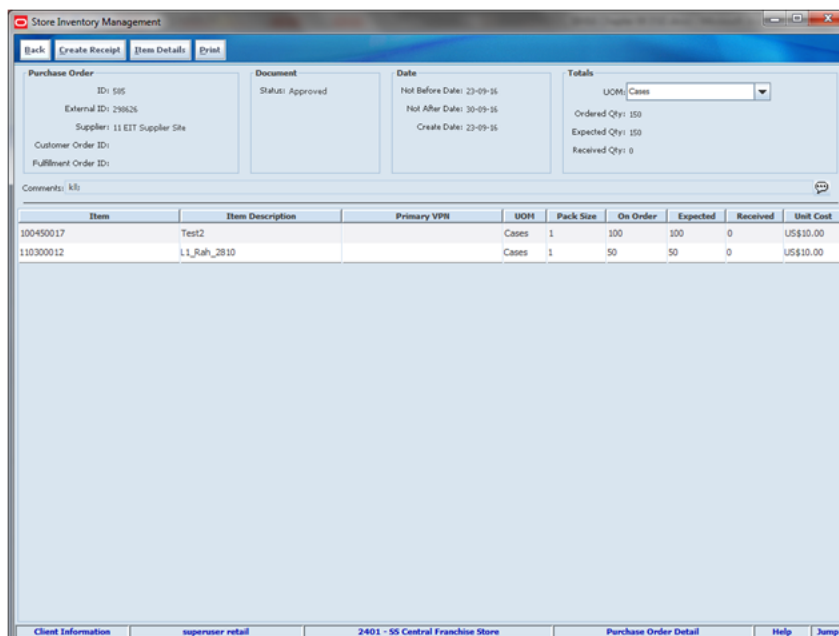 Store Inventory Management
Back Create Receipt Item Details Print
Purchase Order
ID: 505
External ID: 290626
Supplier: 11 EIT Supplier Site
Customer Order ID:
Fulfillment Order ID:
Document
Status: Approved
Date
Not Before Date: 23-09-16
Not After Date: 30-09-16
Create Date: 23-09-16
Totals
UOM: Cases
Ordered Qty: 150
Expected Qty: 150
Received Qty: 0
Comments:
Item Item Description Primary VPN UOM Pack Size On Order Expected Received Unit Cost
100450017 Test2 Cases 1 100 100 0 US$10.00
110300012 L1_Rah_2810 Cases 1 50 50 0 US$10.00
Client Information superuser retail 2401 - SS Central Franchise Store Purchase Order Detail Help Jump